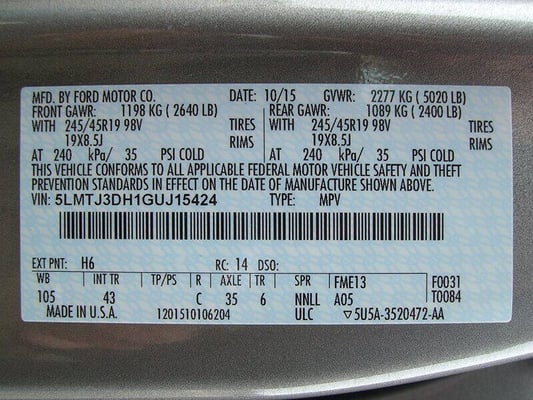 MFD. BY FORD MOTOR CO. DATE: 10/15 GVWR: 2277 KG ( 5020 LB)
FRONT GAWR: 1198 KG ( 2640 LB) REAR GAWR: 1089 KG ( 2400 LB)
WITH 245/45R19 98V TIRES WITH 245/45R19 98V TIRES
19X8.5J RIMS 19X8.5J RIMS
AT 240 kPa/ 35 PSI COLD AT 240 kPa/ 35 PSI COLD
THIS VEHICLE CONFORMS TO ALL APPLICABLE FEDERAL MOTOR VEHICLE SAFETY AND THEFT
PREVENTION STANDARDS IN EFFECT ON THE DATE OF MANUFACTURE SHOWN ABOVE.
VIN: 5LMTJ3DH1GUJ15424 TYPE: MPV
EXT PNT: H6 RC: 14 DSO:
WB INT TR TP/PS R AXLE TR SPR FME13 F0031
105 43 C 35 6 NNLL A05 T0084
MADE IN U.S.A. 1201510106204 ULC ▽5U5A-3520472-AA